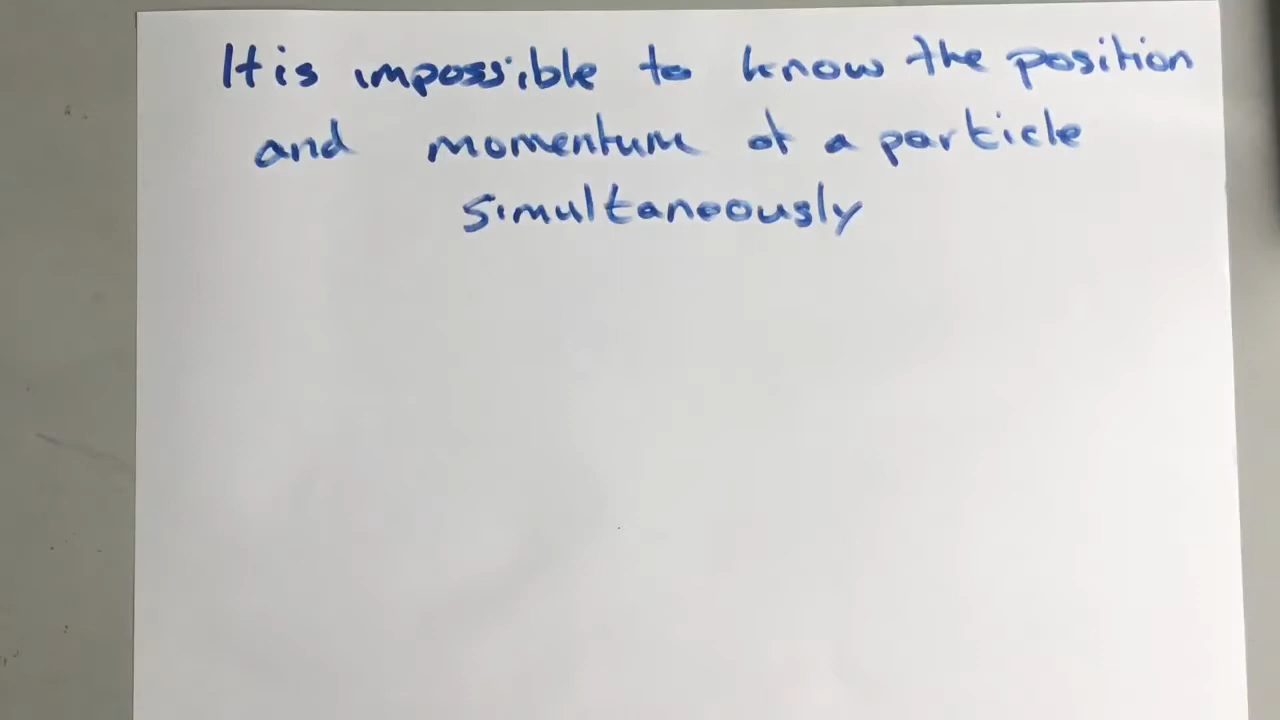 It is impossible to know the position
and momentum of a particle
simultaneously